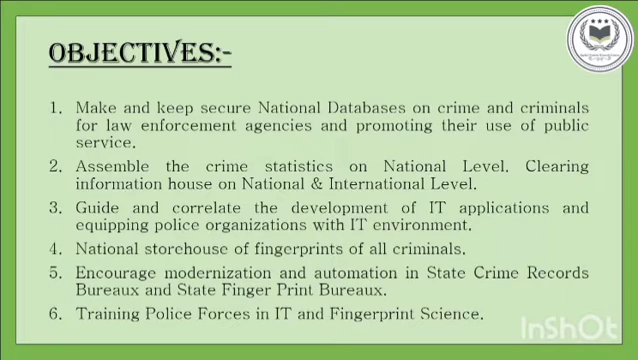 OBJECTIVES:-
1. Make and keep secure National Databases on crime and criminals
for law enforcement agencies and promoting their use of public
service.
2. Assemble the crime statistics on National Level. Clearing
information house on National & International Level.
3. Guide and correlate the development of IT applications and
equipping police organizations with IT environment.
4. National storehouse of fingerprints of all criminals.
5. Encourage modernization and automation in State Crime Records
Bureaux and State Finger Print Bureaux.
6. Training Police Forces in IT and Fingerprint Science.
InShOt